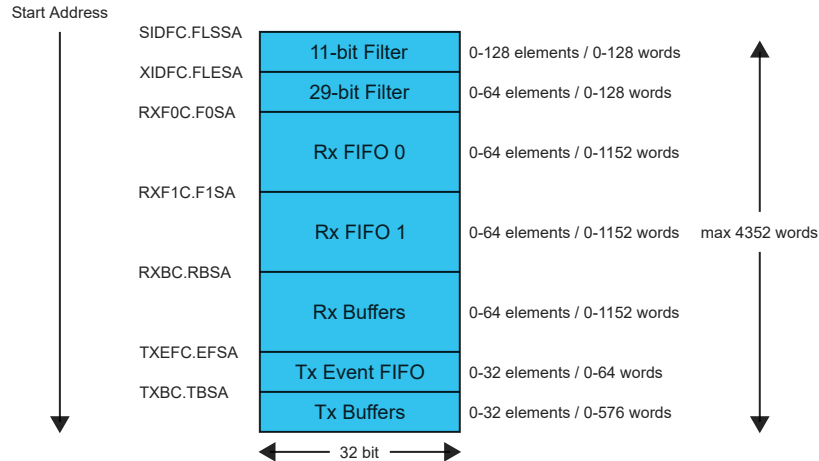 Start Address
SIDFC.FLSSA
11-bit Filter
0-128 elements / 0-128 words
XIDFC.FLESA
29-bit Filter
0-64 elements / 0-128 words
RXF0C.F0SA
Rx FIFO 0
0-64 elements / 0-1152 words
RXF1C.F1SA
Rx FIFO 1
0-64 elements / 0-1152 words
max 4352 words
RXBC.RBSA
Rx Buffers
0-64 elements / 0-1152 words
TXEFC.EFSA
Tx Event FIFO
0-32 elements / 0-64 words
TXBC.TBSA
Tx Buffers
0-32 elements / 0-576 words
32 bit